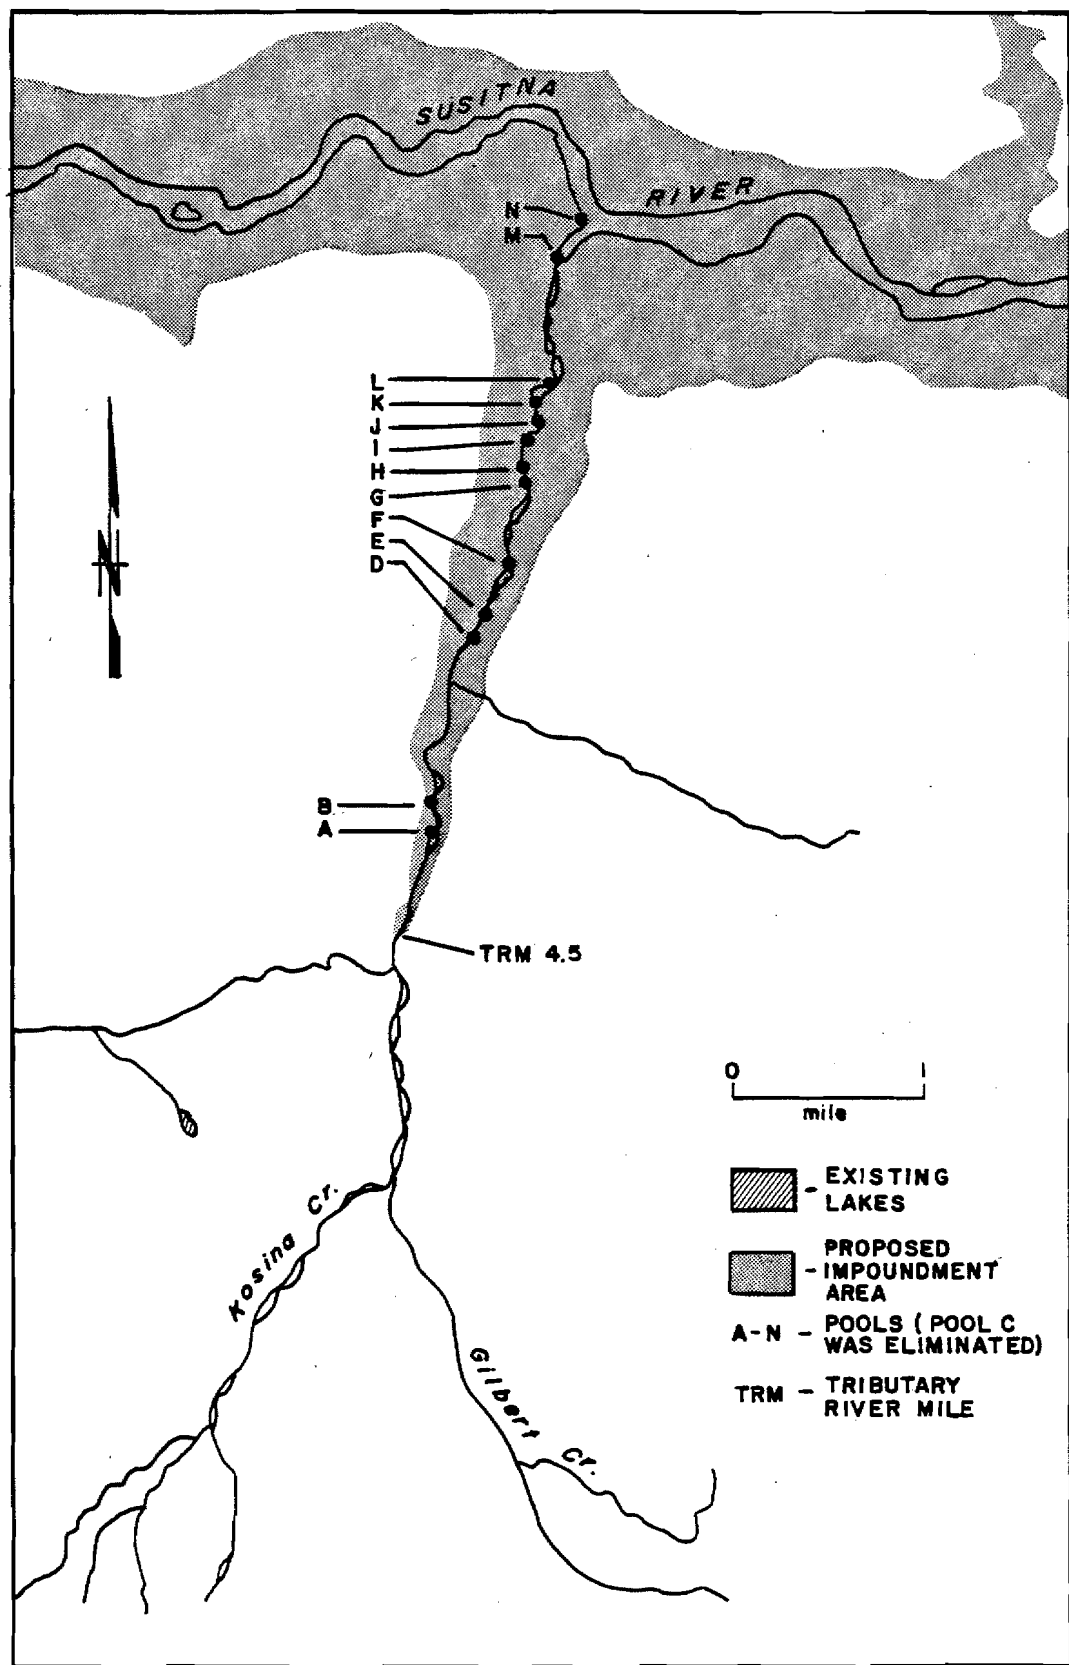 SUSITNA
RIVER
N
M
L
K
J
I
H
G
F
E
D
B
A
N
TRM 4.5
0 1
mile
Kosina Cr.
Gilbert Cr.
- EXISTING
LAKES
PROPOSED
- IMPOUNDMENT
AREA
A-N - POOLS ( POOL C
WAS ELIMINATED)
TRM - TRIBUTARY
RIVER MILE